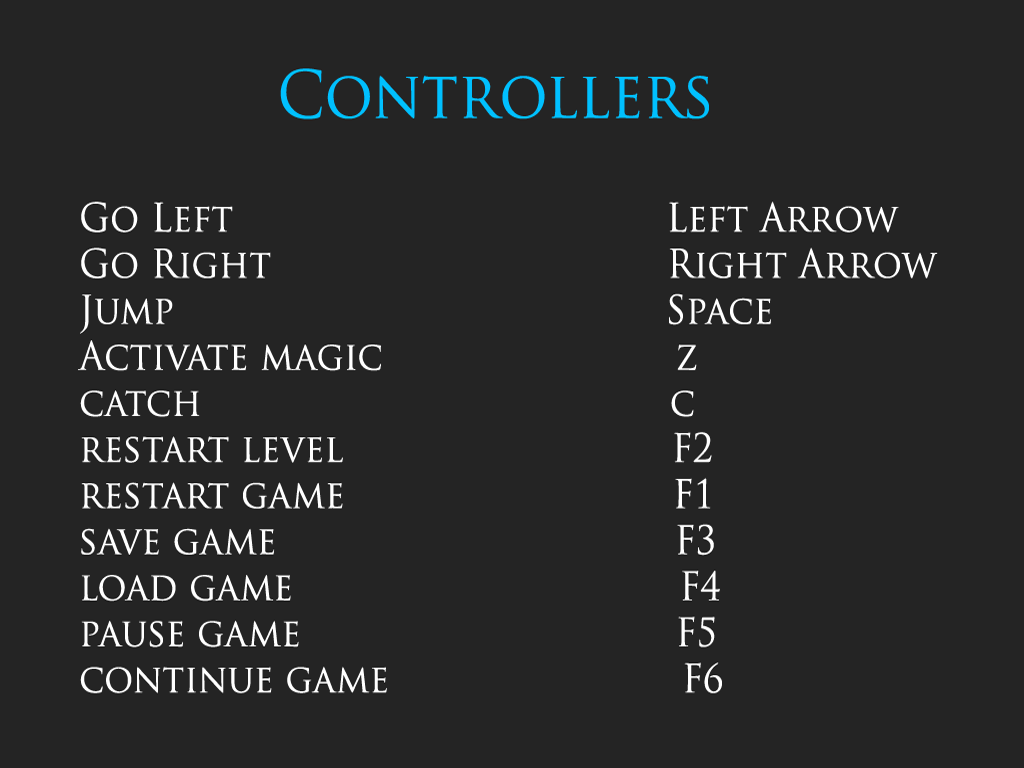 Controllers
Go Left Left Arrow
Go Right Right Arrow
Jump Space
Activate magic z
catch c
restart level F2
restart game F1
save game F3
load game F4
pause game F5
continue game F6